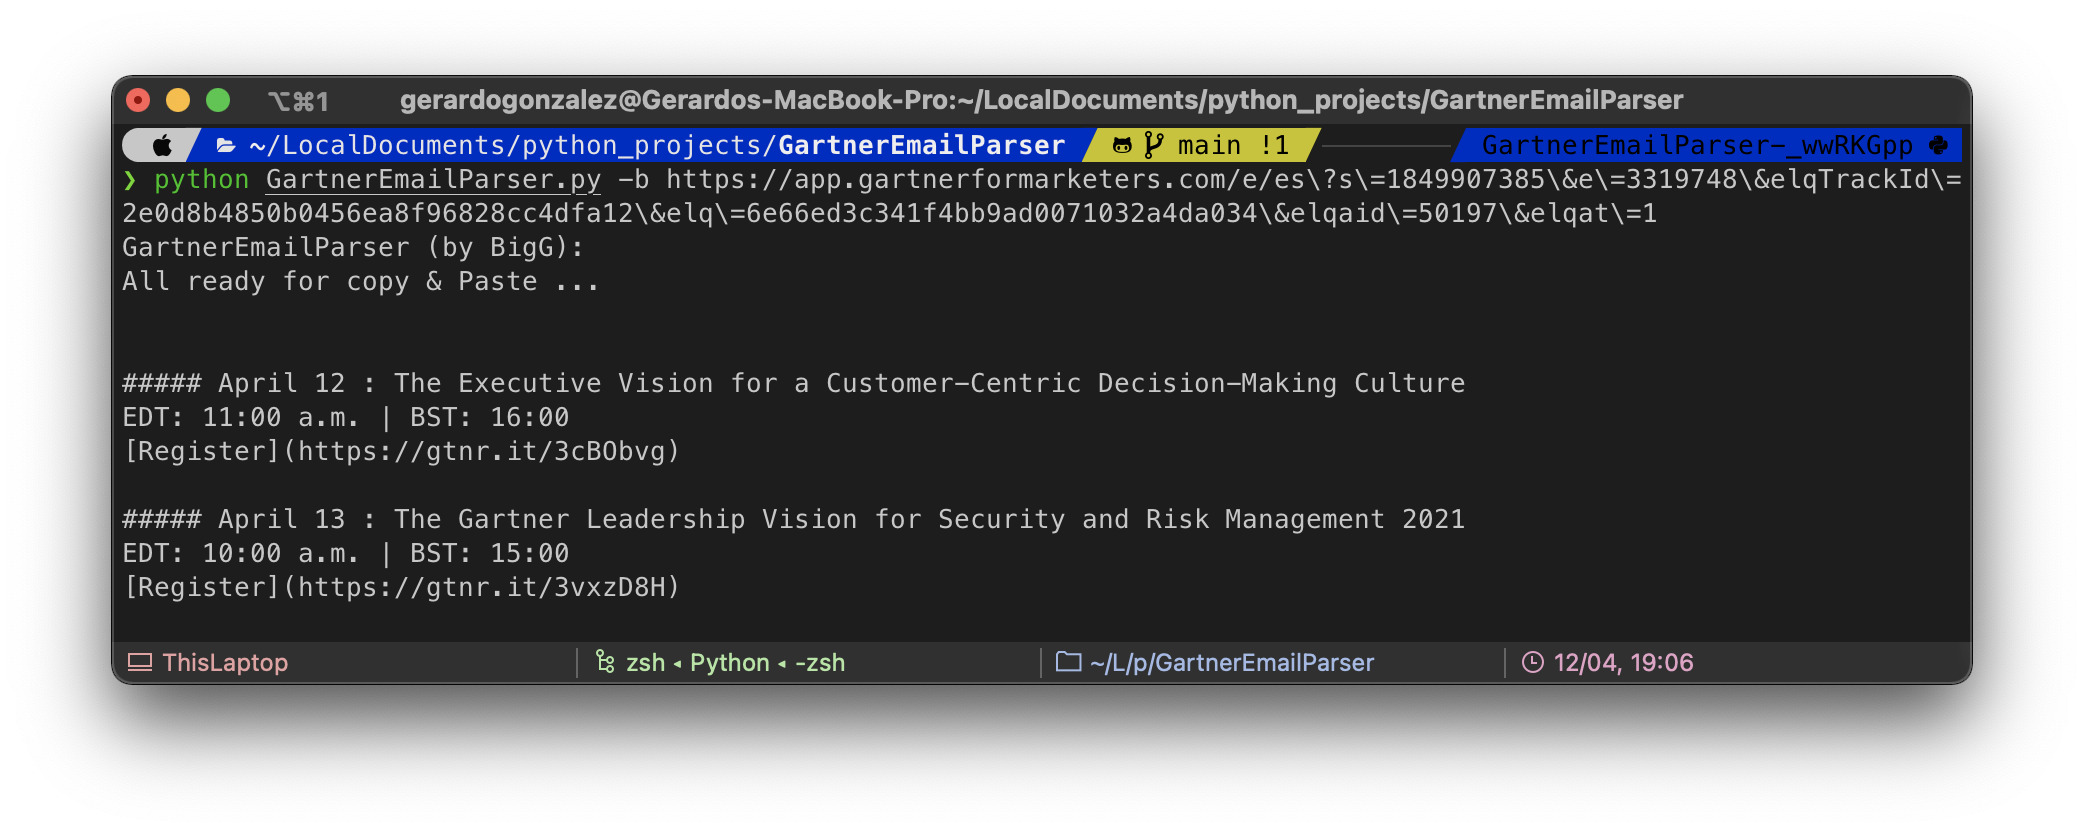 ⌥⌘1 gerardogonzalez@Gerardos-MacBook-Pro:~/LocalDocuments/python_projects/GartnerEmailParser
~/LocalDocuments/python_projects/GartnerEmailParser main !1 GartnerEmailParser-_wwRKGpp
❯ python GartnerEmailParser.py -b https://app.gartnerformarketers.com/e/es\?s\=1849907385\&e\=3319748\&elqTrackId\=
2e0d8b4850b0456ea8f96828cc4dfa12\&elq\=6e66ed3c341f4bb9ad0071032a4da034\&elqaid\=50197\&elqat\=1
GartnerEmailParser (by BigG):
All ready for copy & Paste ...
##### April 12 : The Executive Vision for a Customer-Centric Decision-Making Culture
EDT: 11:00 a.m. | BST: 16:00
[Register](https://gtnr.it/3cBObvg)
##### April 13 : The Gartner Leadership Vision for Security and Risk Management 2021
EDT: 10:00 a.m. | BST: 15:00
[Register](https://gtnr.it/3vxzD8H)
ThisLaptop zsh ◂ Python ◂ -zsh ~/L/p/GartnerEmailParser 12/04, 19:06